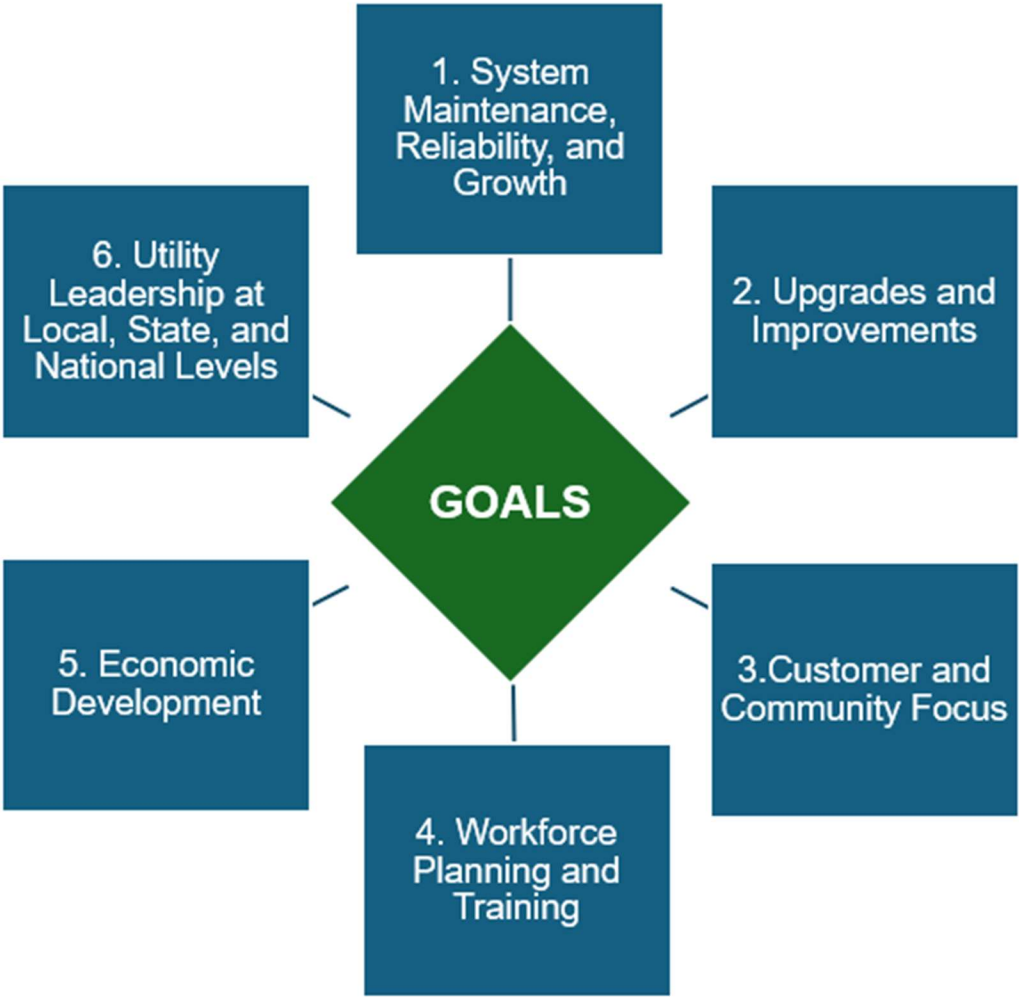 1. System
Maintenance,
Reliability, and
Growth
6. Utility
Leadership at
Local, State, and
National Levels
2. Upgrades and
Improvements
GOALS
5. Economic
Development
3.Customer and
Community Focus
4. Workforce
Planning and
Training